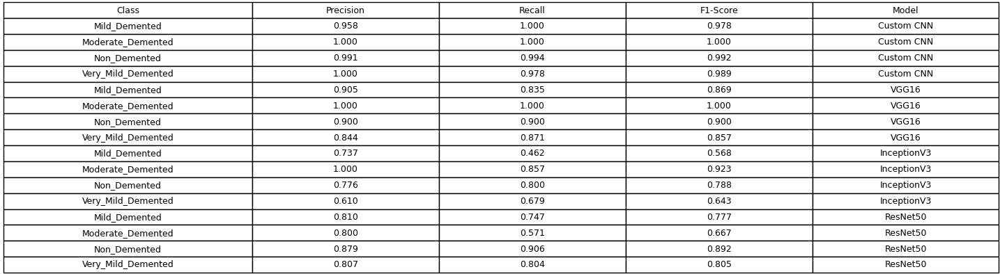 Class Precision Recall F1-Score Model
Mild_Demented 0.958 1.000 0.978 Custom CNN
Moderate_Demented 1.000 1.000 1.000 Custom CNN
Non_Demented 0.991 0.994 0.992 Custom CNN
Very_Mild_Demented 1.000 0.978 0.989 Custom CNN
Mild_Demented 0.905 0.835 0.869 VGG16
Moderate_Demented 1.000 1.000 1.000 VGG16
Non_Demented 0.900 0.900 0.900 VGG16
Very_Mild_Demented 0.844 0.871 0.857 VGG16
Mild_Demented 0.737 0.462 0.568 InceptionV3
Moderate_Demented 1.000 0.857 0.923 InceptionV3
Non_Demented 0.776 0.800 0.788 InceptionV3
Very_Mild_Demented 0.610 0.679 0.643 InceptionV3
Mild_Demented 0.810 0.747 0.777 ResNet50
Moderate_Demented 0.800 0.571 0.667 ResNet50
Non_Demented 0.879 0.906 0.892 ResNet50
Very_Mild_Demented 0.807 0.804 0.805 ResNet50